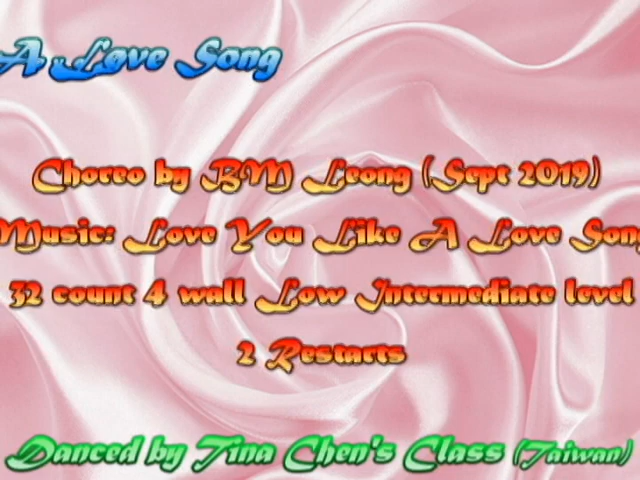 A Løve Song
Choreo by BM Leong (Sept 2019)
Music: Love You Like A Love Song
32 count 4 wall Low Intermediate level
2 Restarts
Danced by Tina Chen's Class (Taiwan)